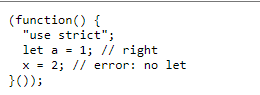 (function() {
  "use strict";
  let a = 1; // right
  x = 2; // error: no let
}());